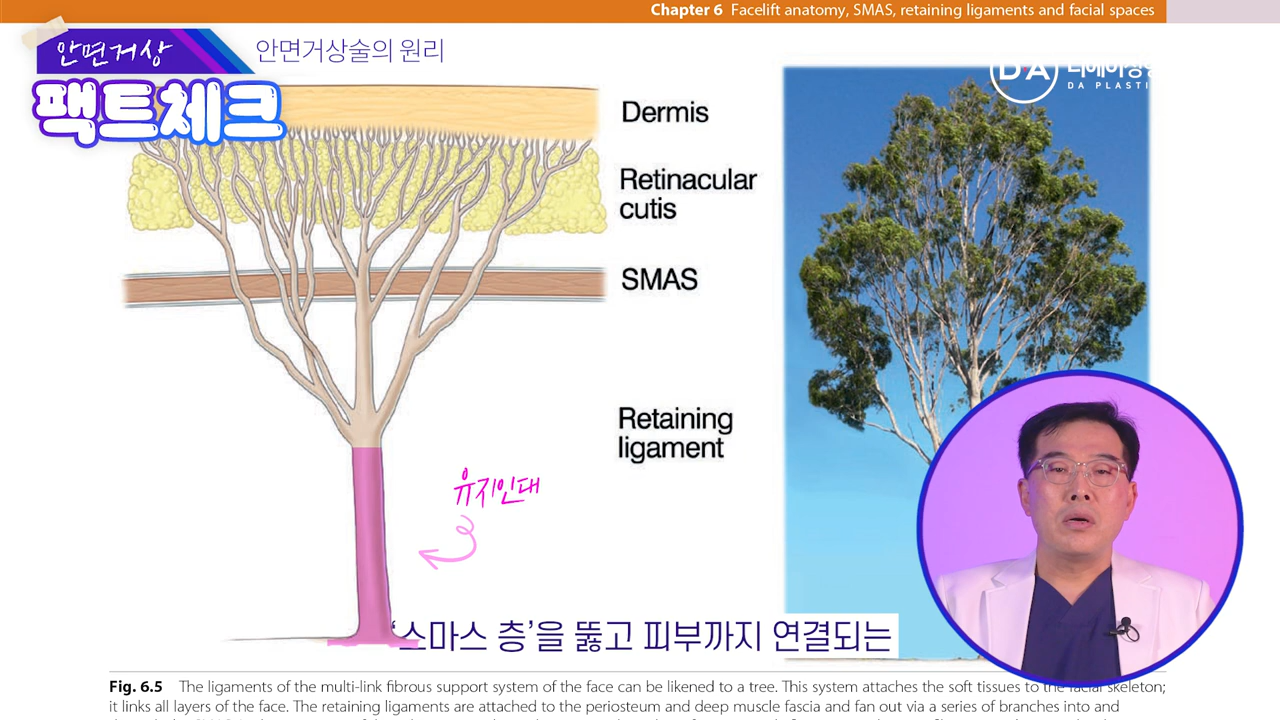 Chapter 6 Facelift anatomy, SMAS, retaining ligaments and facial spaces
안면거상
팩트체크
안면거상술의 원리
D·A
DA PLASTI
Dermis
Retinacular
cutis
SMAS
Retaining
ligament
유지인대
'스마스 층'을 뚫고 피부까지 연결되는
Fig. 6.5 The ligaments of the multi-link fibrous support system of the face can be likened to a tree. This system attaches the soft tissues to the facial skeleton;
it links all layers of the face. The retaining ligaments are attached to the periosteum and deep muscle fascia and fan out via a series of branches into and